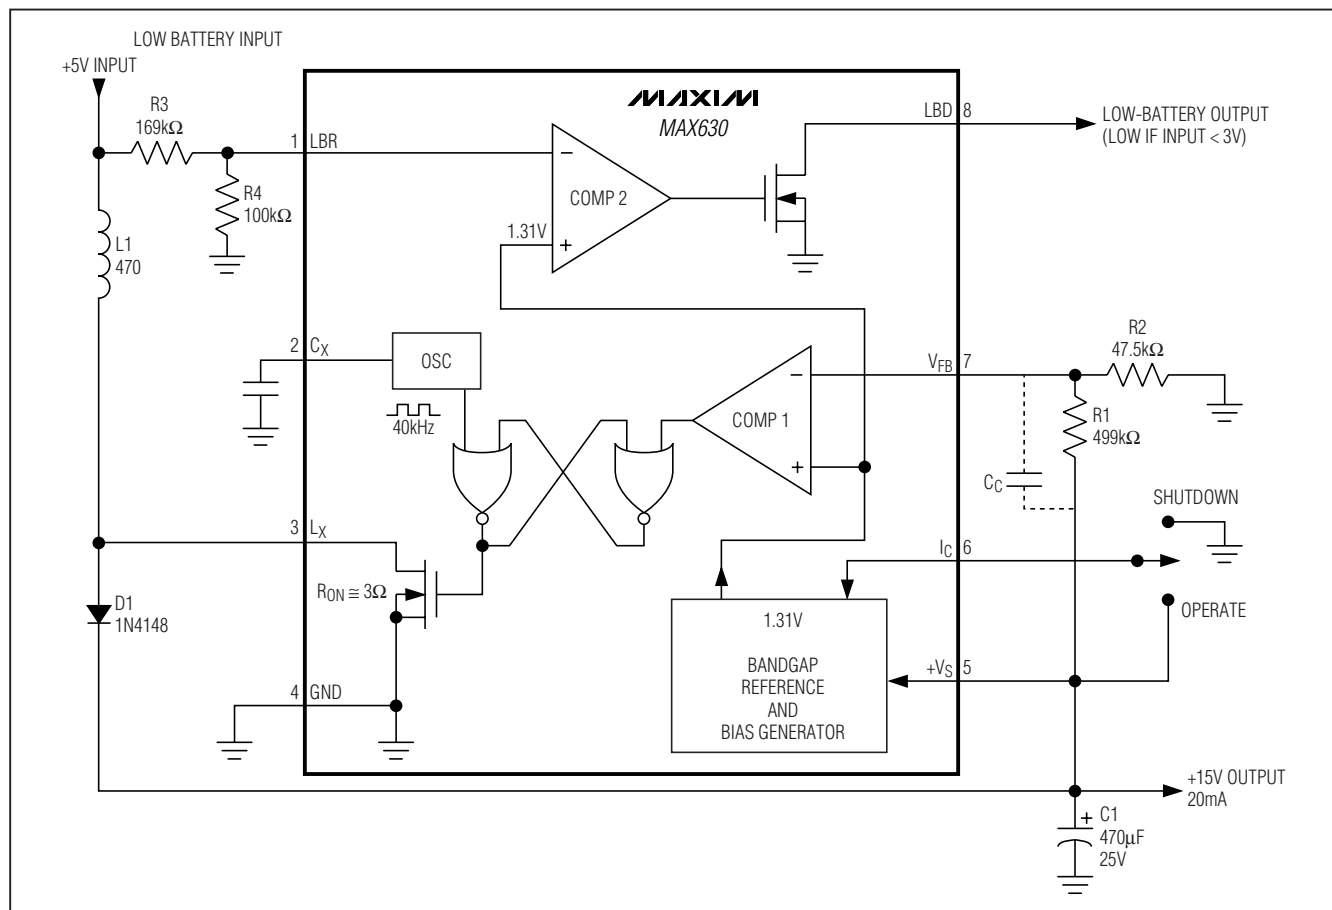 LOW BATTERY INPUT
+5V INPUT
R3
169kΩ
1 LBR
R4
100kΩ
L1
470
MAXIM
MAX630
LBD 8
LOW-BATTERY OUTPUT
(LOW IF INPUT < 3V)
−
COMP 2
1.31V
+
2 CX
OSC
40kHz
VFB 7
−
COMP 1
+
R2
47.5kΩ
R1
499kΩ
CC
SHUTDOWN
3 LX
IC 6
RON ≅ 3Ω
OPERATE
D1
1N4148
1.31V
BANDGAP
REFERENCE
AND
BIAS GENERATOR
+VS 5
4 GND
+15V OUTPUT
20mA
+ C1
470µF
25V